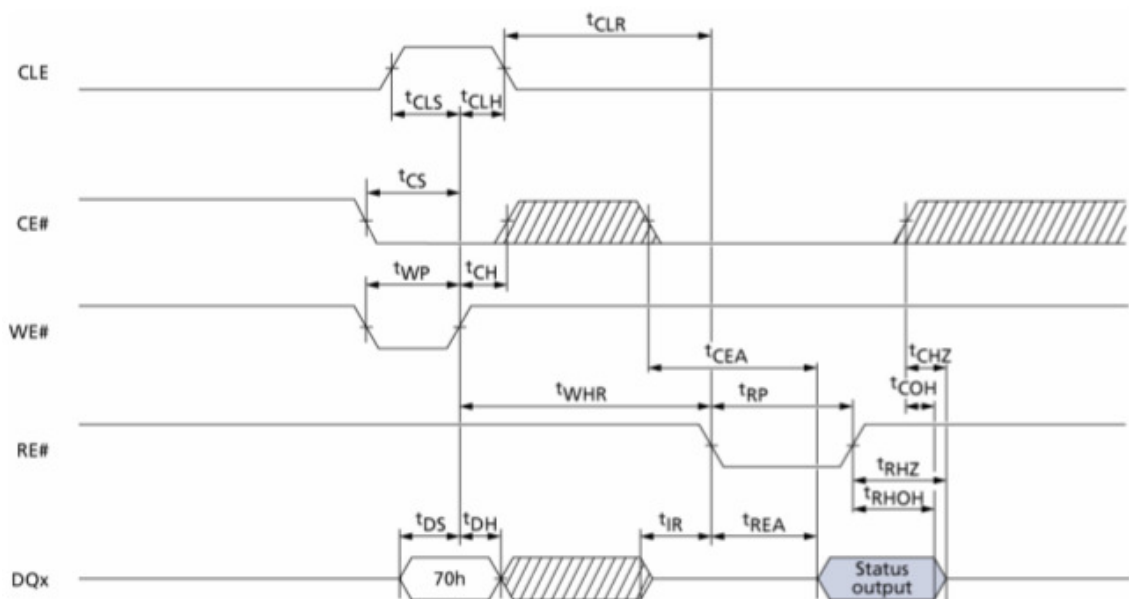 tCLR
CLE
tCLS tCLH
tCS
CE#
tWP tCH
WE#
tCEA tCHZ
tCOH
tWHR tRP
RE#
tRHZ
tRHOH
tDS tDH tIR tREA
DQx 70h Status
output